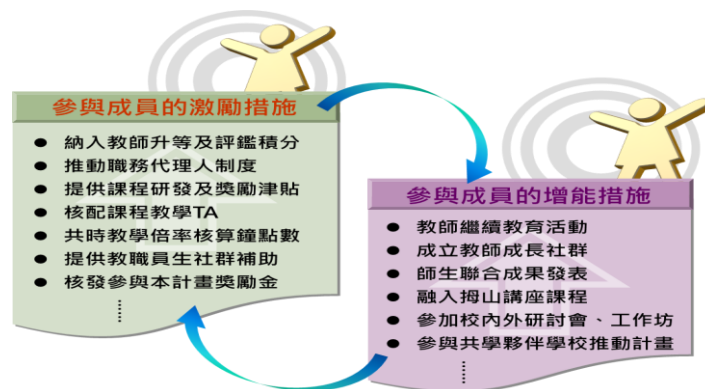 參與成員的激勵措施
● 納入教師升等及評鑑積分
● 推動職務代理人制度
● 提供課程研發及獎勵津貼
● 核配課程教學TA
● 共時教學倍率核算鐘點數
● 提供教職員生社群補助
● 核發參與本計畫獎勵金
⋮
參與成員的增能措施
● 教師繼續教育活動
● 成立教師成長社群
● 師生聯合成果發表
● 融入拇山講座課程
● 參加校內外研討會、工作坊
● 參與共學夥伴學校推動計畫
⋮